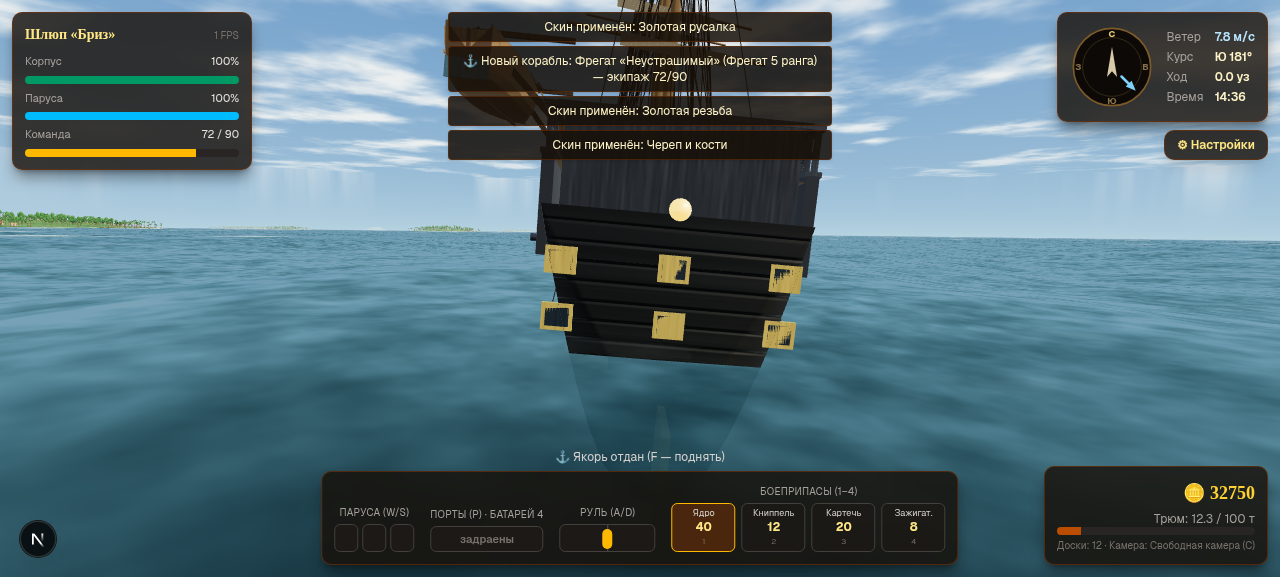 Шлюп «Бриз»
1 FPS
Корпус
100%
Паруса
100%
Команда
72 / 90
Скин применён: Золотая русалка
⚓ Новый корабль: Фрегат «Неустрашимый» (Фрегат 5 ранга)
— экипаж 72/90
Скин применён: Золотая резьба
Скин применён: Череп и кости
С
З
В
Ю
Ветер 7.8 м/с
Курс Ю 181°
Ход 0.0 уз
Время 14:36
⚙ Настройки
⚓ Якорь отдан (F — поднять)
ПАРУСА (W/S)
ПОРТЫ (P) · БАТАРЕЙ 4
задраены
РУЛЬ (A/D)
БОЕПРИПАСЫ (1–4)
Ядро
40
1
Книппель
12
2
Картечь
20
3
Зажигат.
8
4
🪙 32750
Трюм: 12.3 / 100 т
Доски: 12 · Камера: Свободная камера (C)
N